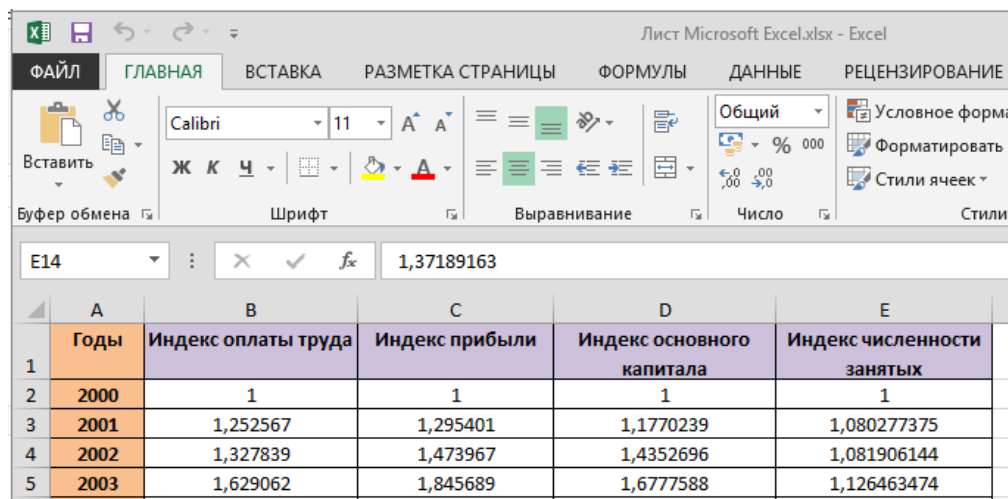 Лист Microsoft Excel.xlsx - Excel
ФАЙЛ ГЛАВНАЯ ВСТАВКА РАЗМЕТКА СТРАНИЦЫ ФОРМУЛЫ ДАННЫЕ РЕЦЕНЗИРОВАНИЕ
Вставить
Calibri 11
Ж К Ч
Общий
% 000
Условное форма
Форматировать
Стили ячеек
Буфер обмена Шрифт Выравнивание Число Стили
E14 fx 1,37189163
A B C D E
1 Годы Индекс оплаты труда Индекс прибыли Индекс основного капитала Индекс численности занятых
2 2000 1 1 1 1
3 2001 1,252567 1,295401 1,1770239 1,080277375
4 2002 1,327839 1,473967 1,4352696 1,081906144
5 2003 1,629062 1,845689 1,6777588 1,126463474